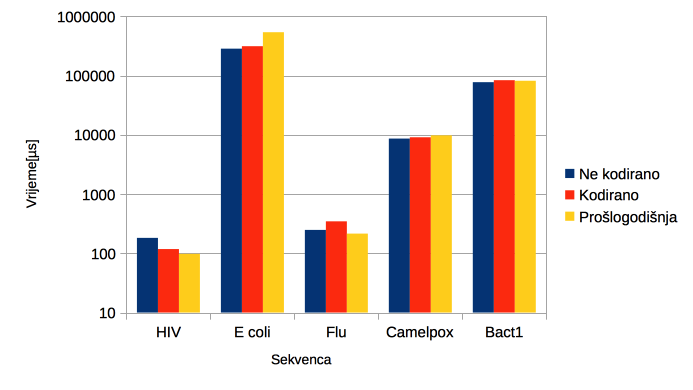 1000000
100000
10000
1000
100
10
Vrijeme[µs]
HIV
E coli
Flu
Camelpox
Bact1
Sekvenca
Ne kodirano
Kodirano
Prošlogodišnja